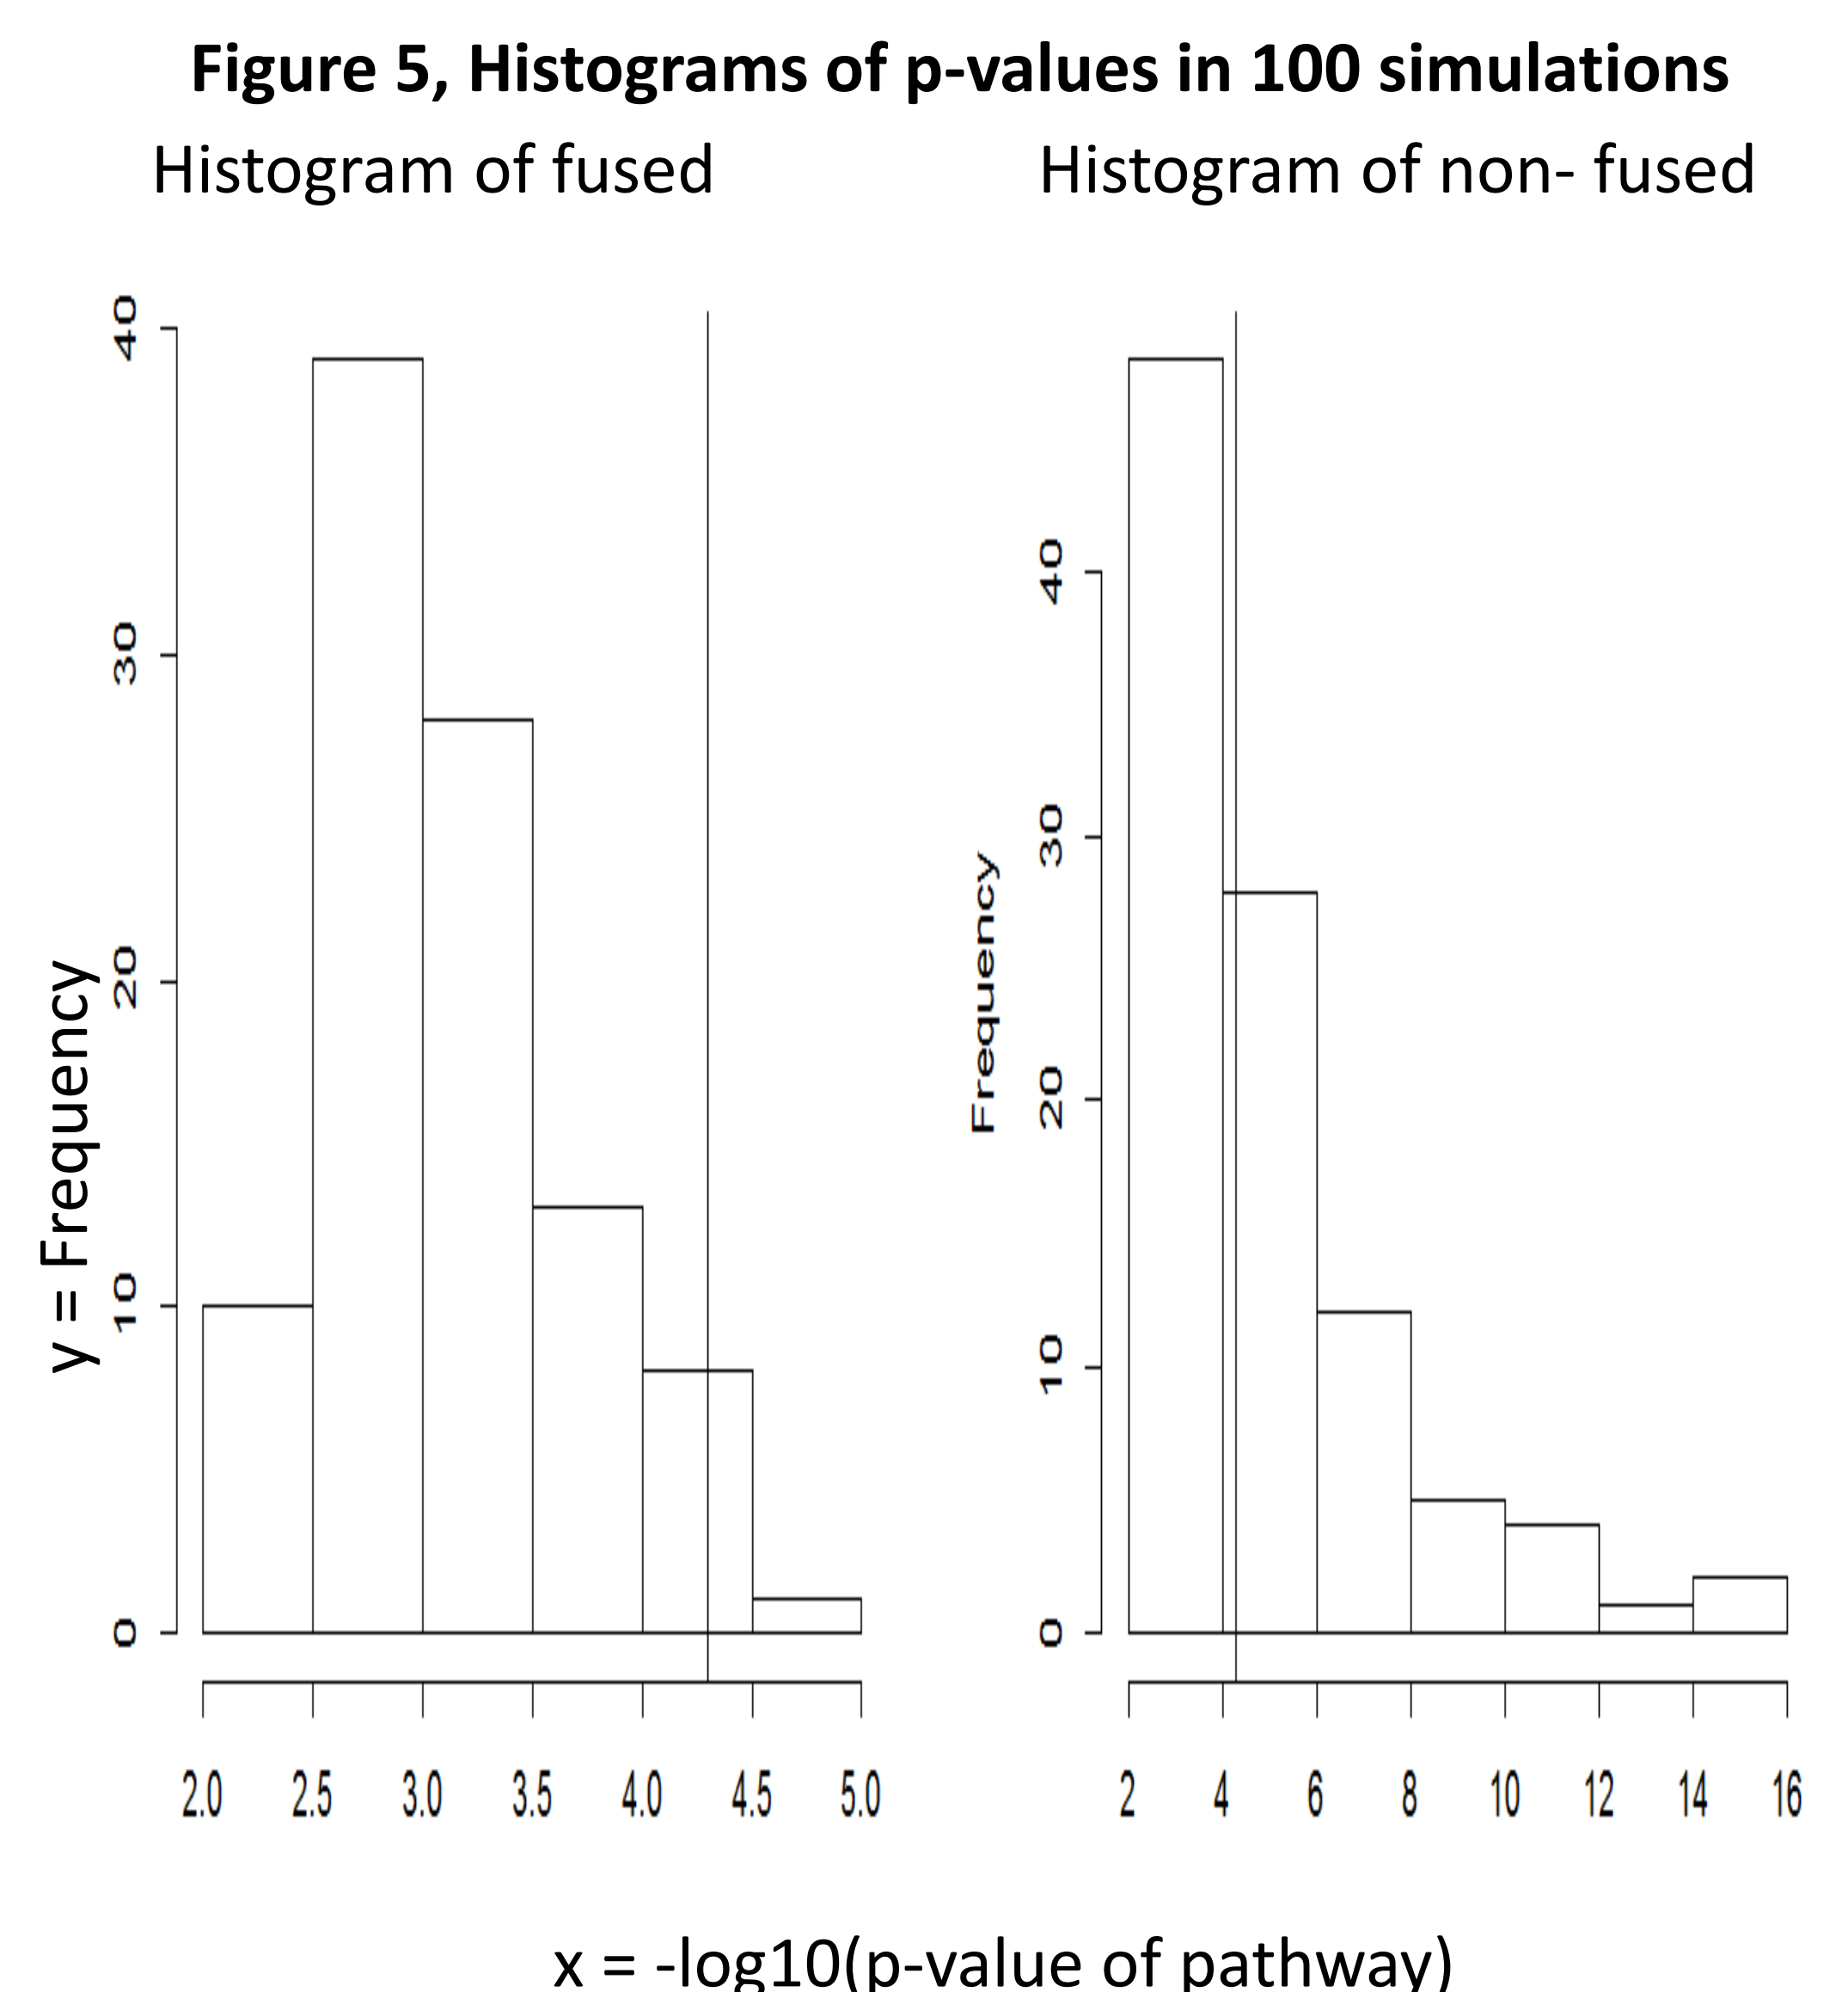 Figure 5, Histograms of p-values in 100 simulations
Histogram of fused
Histogram of non- fused
y = Frequency
40
30
20
10
0
2.0 2.5 3.0 3.5 4.0 4.5 5.0
Frequency
40
30
20
10
0
2 4 6 8 10 12 14 16
x = -log10(p-value of pathway)